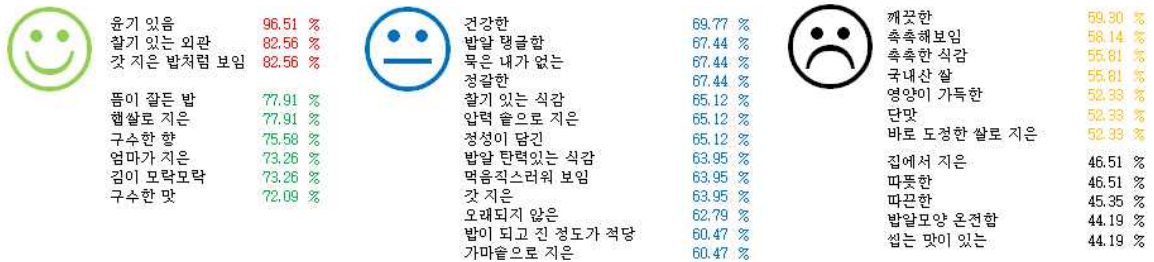 윤기 있음 96.51 %
찰기 있는 외관 82.56 %
갓 지은 밥처럼 보임 82.56 %
뜸이 잘든 밥 77.91 %
햅쌀로 지은 77.91 %
구수한 향 75.58 %
엄마가 지은 73.26 %
김이 모락모락 73.26 %
구수한 맛 72.09 %
건강한 69.77 %
밥알 탱글함 67.44 %
묵은 내가 없는 67.44 %
정갈한 67.44 %
찰기 있는 식감 65.12 %
압력 솥으로 지은 65.12 %
정성이 담긴 65.12 %
밥알 탄력있는 식감 63.95 %
먹음직스러워 보임 63.95 %
갓 지은 63.95 %
오래되지 않은 62.79 %
밥이 되고 진 정도가 적당 60.47 %
가마솥으로 지은 60.47 %
깨끗한 59.30 %
촉촉해보임 58.14 %
촉촉한 식감 55.81 %
국내산 쌀 55.81 %
영양이 가득한 52.33 %
단맛 52.33 %
바로 도정한 쌀로 지은 52.33 %
집에서 지은 46.51 %
따뜻한 46.51 %
따끈한 45.35 %
밥알모양 온전함 44.19 %
씹는 맛이 있는 44.19 %